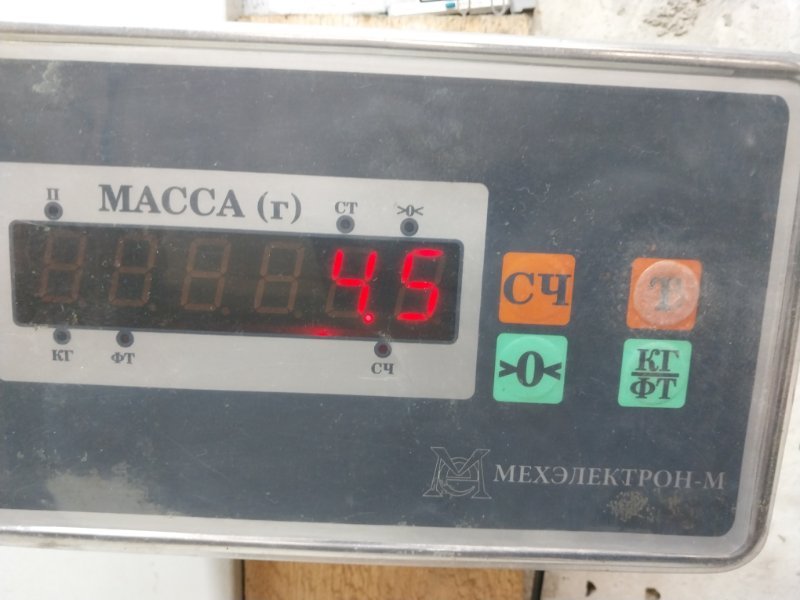 П МАССА (г) СТ >0<
4.5
КГ ФТ СЧ
СЧ Т
>0< КГ
ФТ
МЕХЭЛЕКТРОН-М